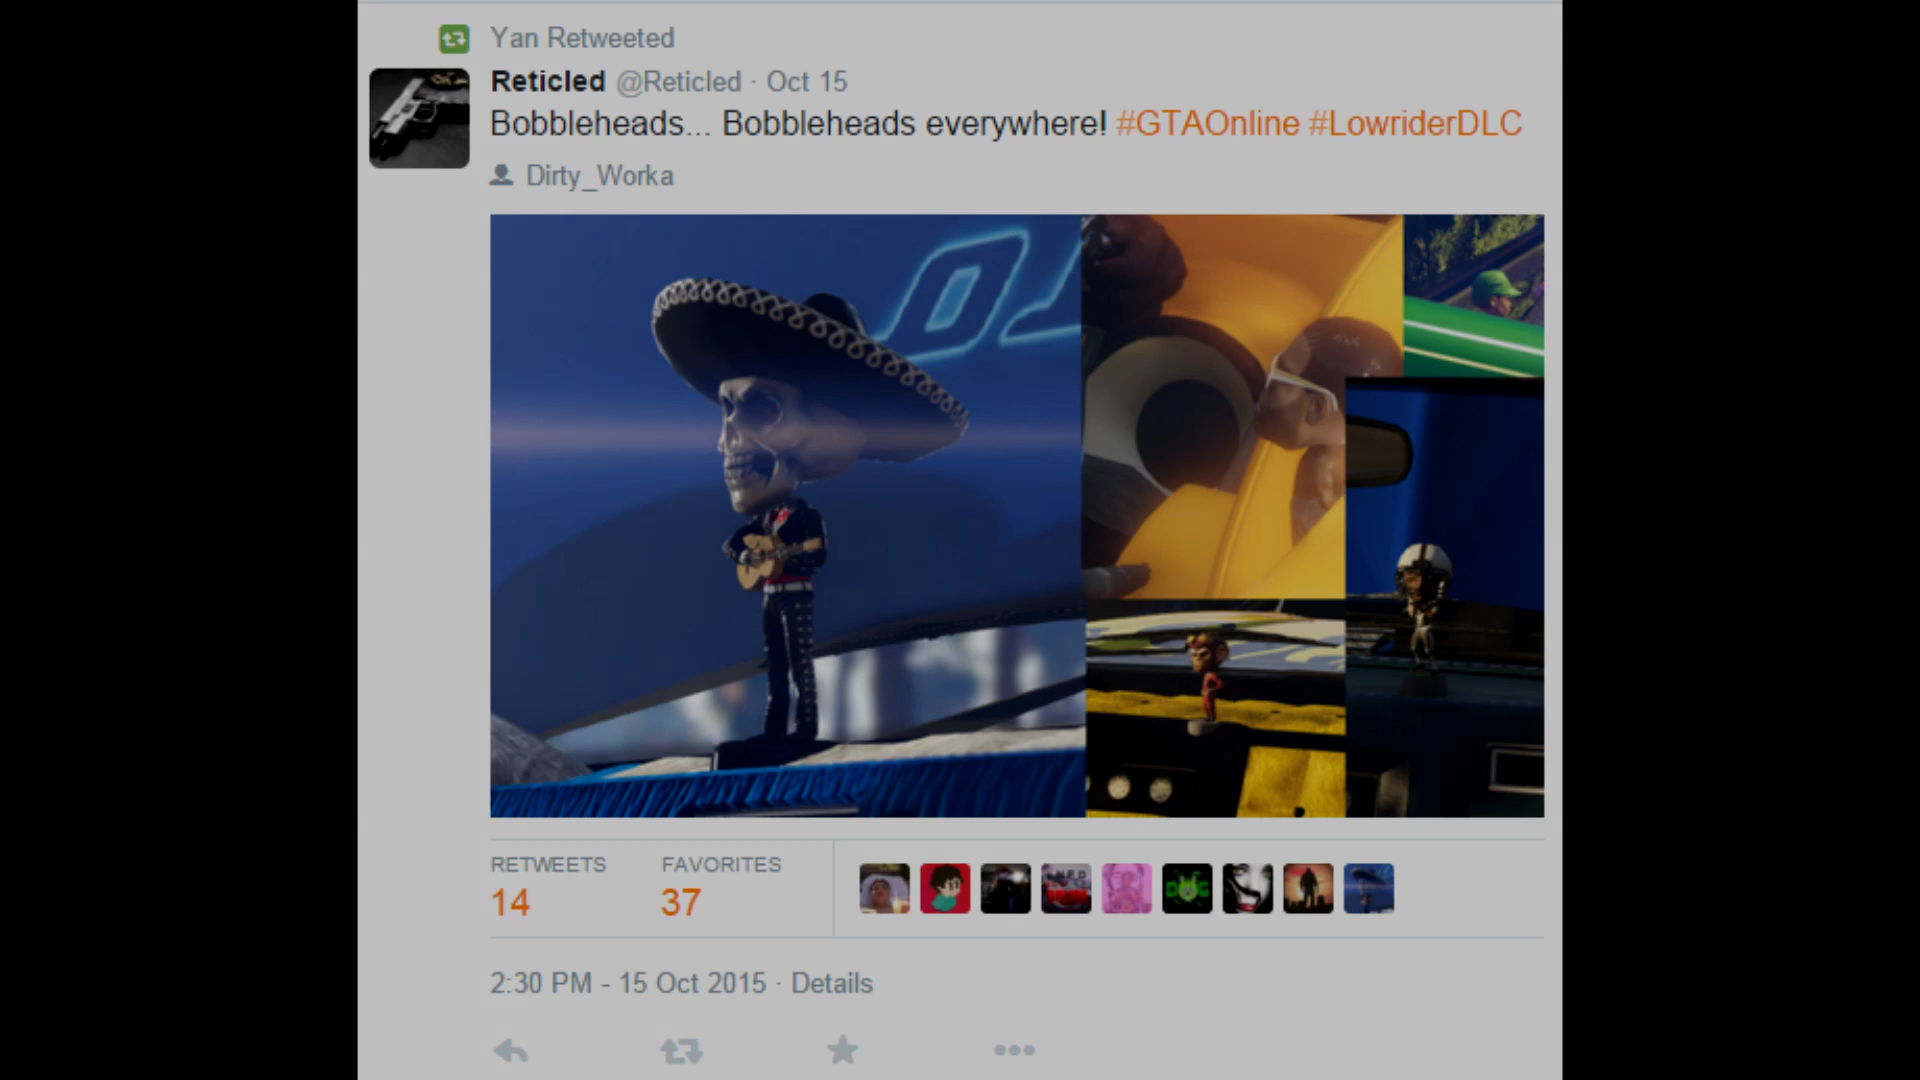 Yan Retweeted
Reticled @Reticled · Oct 15
Bobbleheads... Bobbleheads everywhere! #GTAOnline #LowriderDLC
Dirty_Worka
RETWEETS FAVORITES
14 37
2:30 PM - 15 Oct 2015 · Details